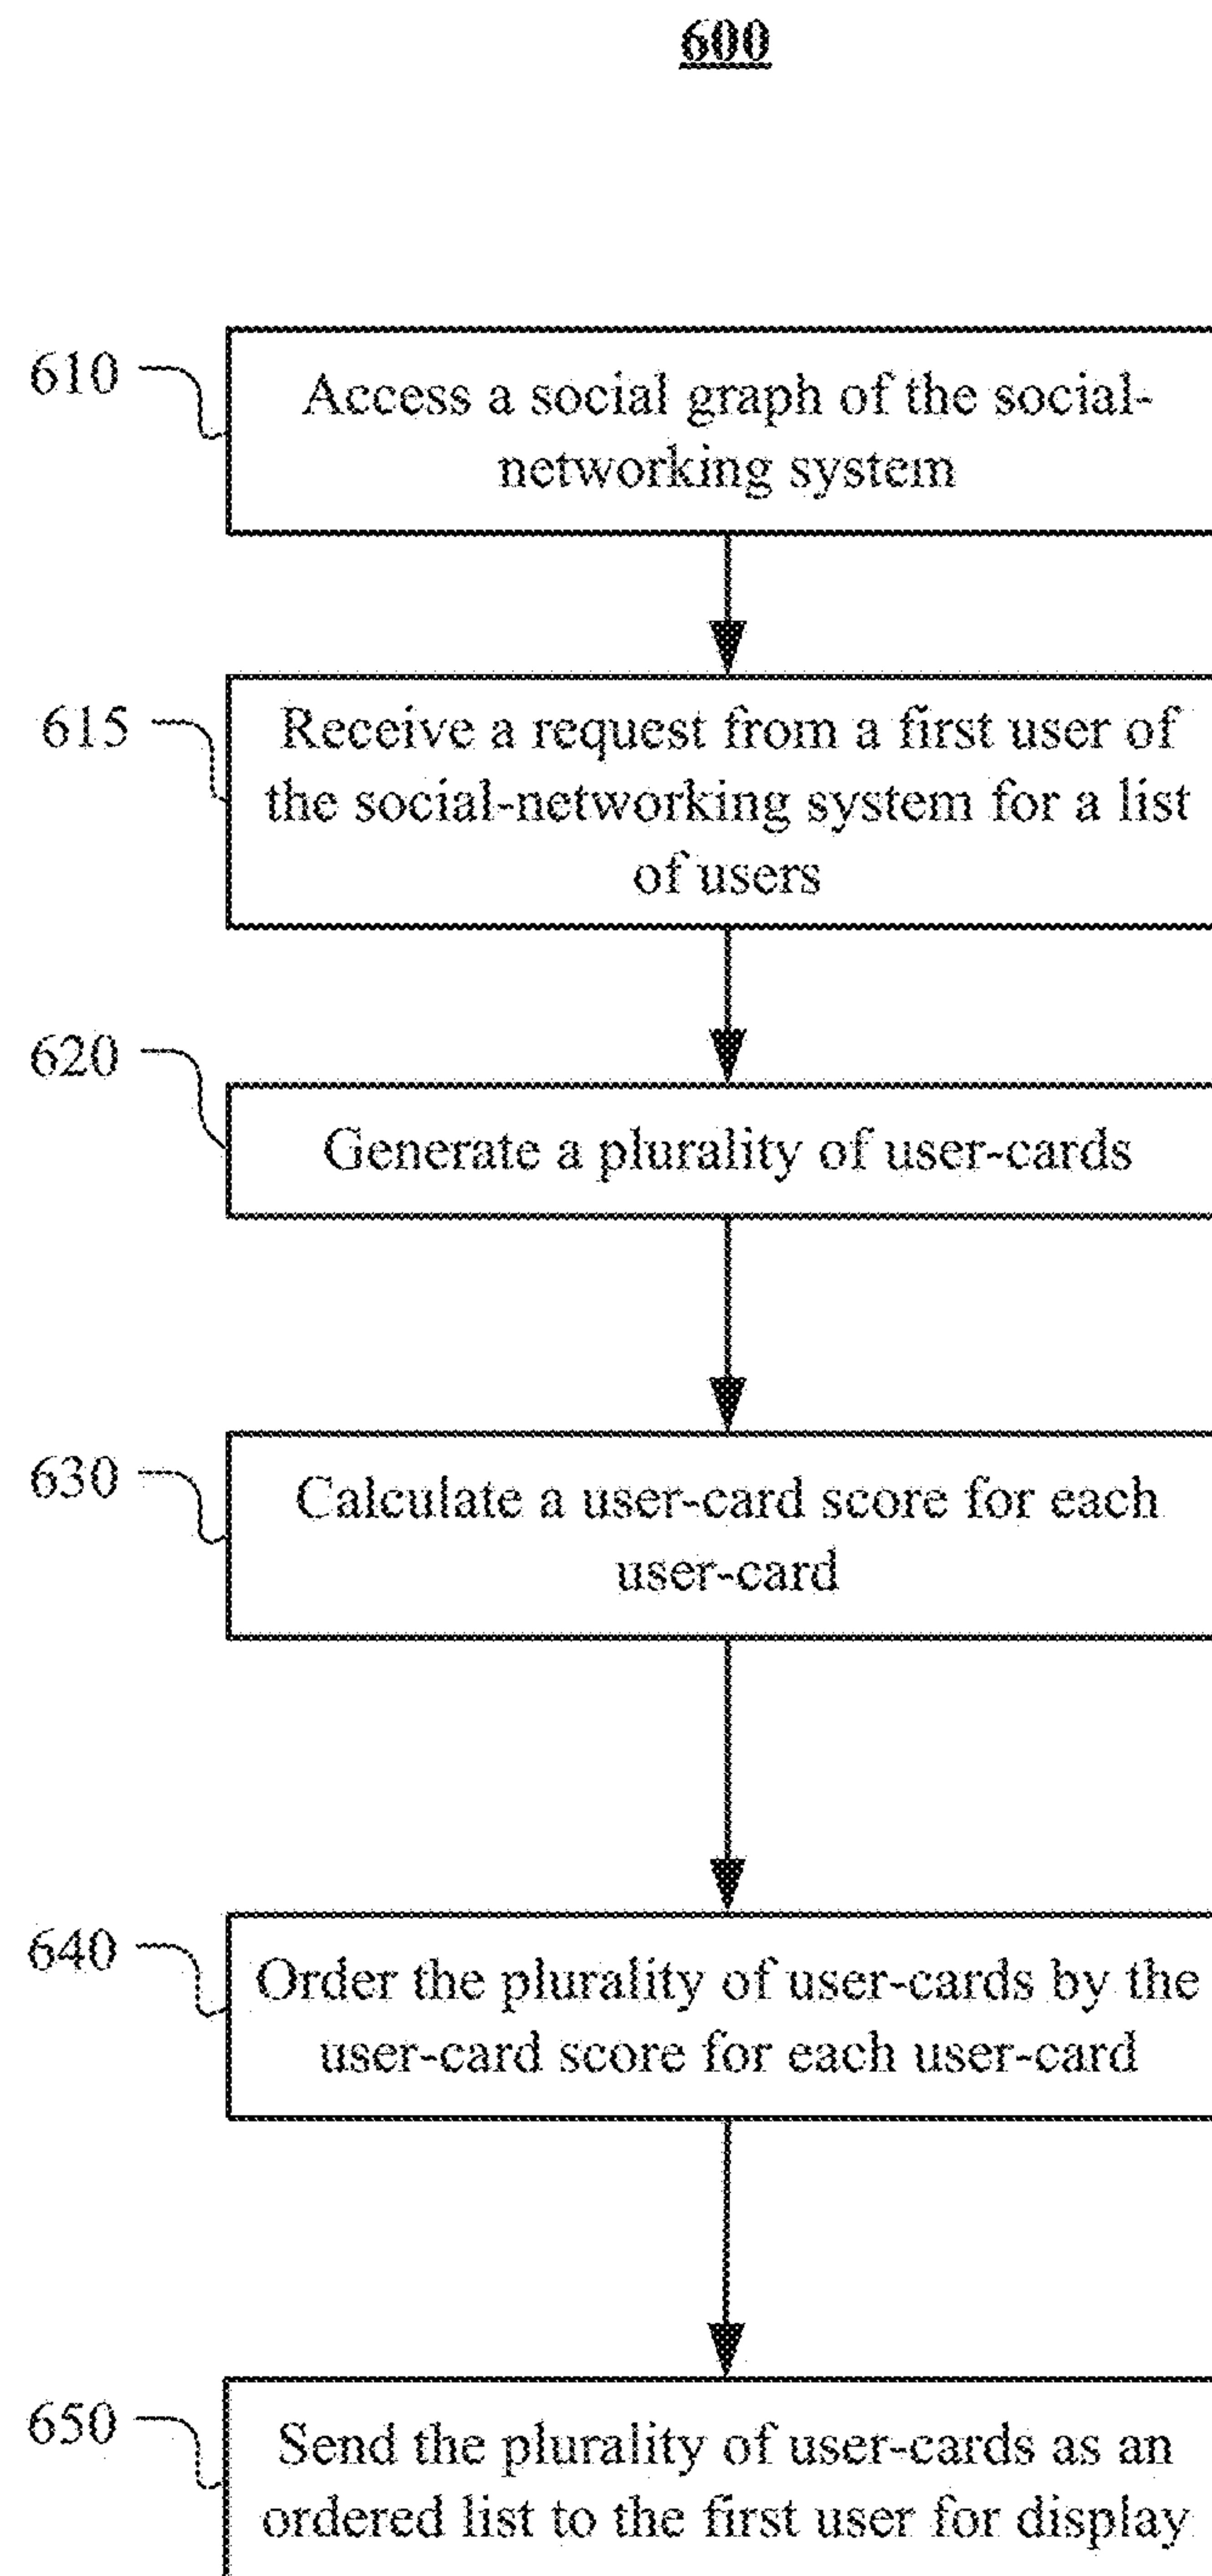 600
610
Access a social graph of the social-
networking system
615
Receive a request from a first user of
the social-networking system for a list
of users
620
Generate a plurality of user-cards
630
Calculate a user-card score for each
user-card
640
Order the plurality of user-cards by the
user-card score for each user-card
650
Send the plurality of user-cards as an
ordered list to the first user for display